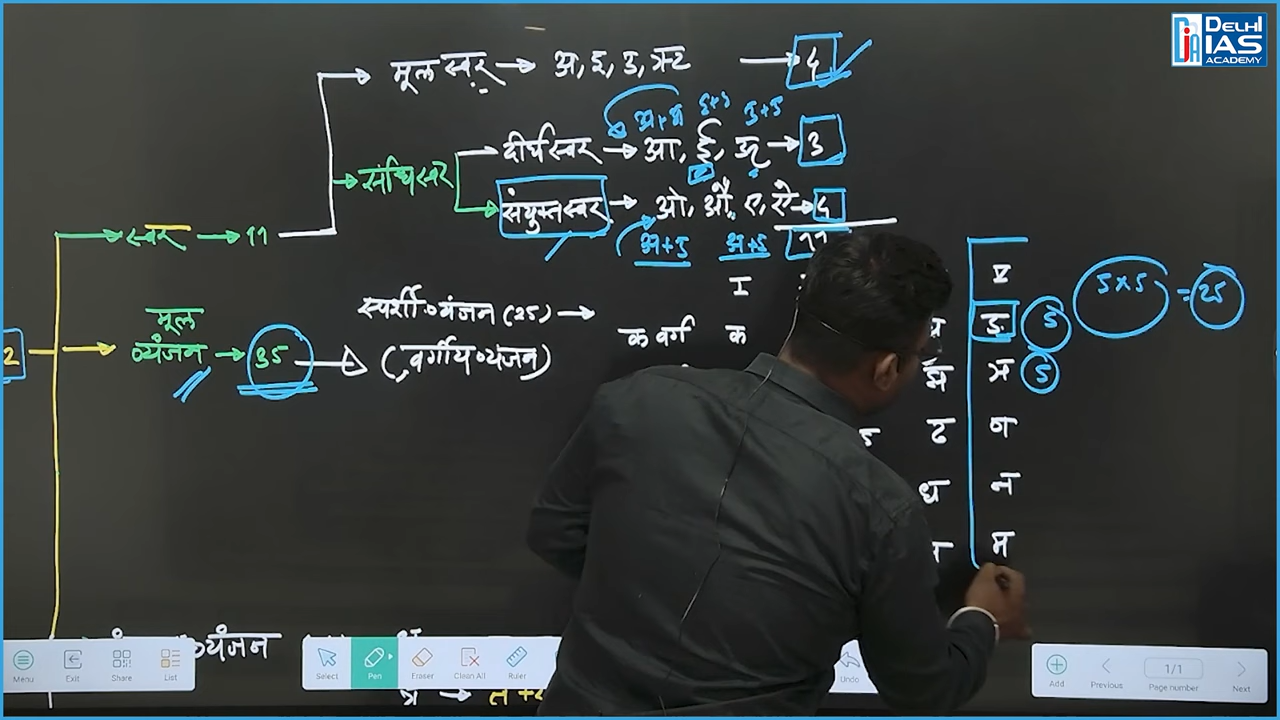 DELHI
IAS
ACADEMY
मूल स्वर → अ, इ, उ, ऋ → 4
अ+अ इ+इ उ+उ
दीर्घ स्वर → आ, ई, ऊ → 3
संधि स्वर
संयुक्त स्वर → ओ, औ, ए, ऐ → 4
स्वर → 11
अ+उ अ+उ 11
I V 5×5 = 25
मूल
व्यंजन → 35
स्पर्शी व्यंजन (25) →
(वर्गीय व्यंजन)
क वर्ग क ङ 5
झ ञ 5
ढ ण
ध न
म
व्यंजन
Menu Exit Share List Select Pen Eraser Clean All Ruler Undo Add Previous 1/1 Page number Next